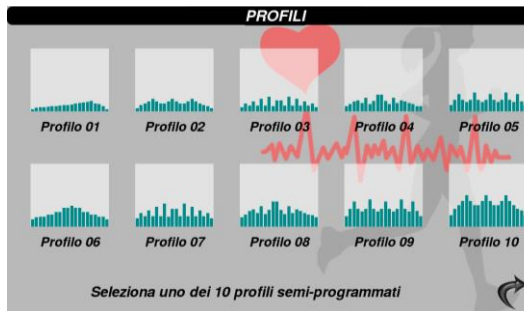 PROFILI
Profilo 01 Profilo 02 Profilo 03 Profilo 04 Profilo 05
Profilo 06 Profilo 07 Profilo 08 Profilo 09 Profilo 10
Seleziona uno dei 10 profili semi-programmati